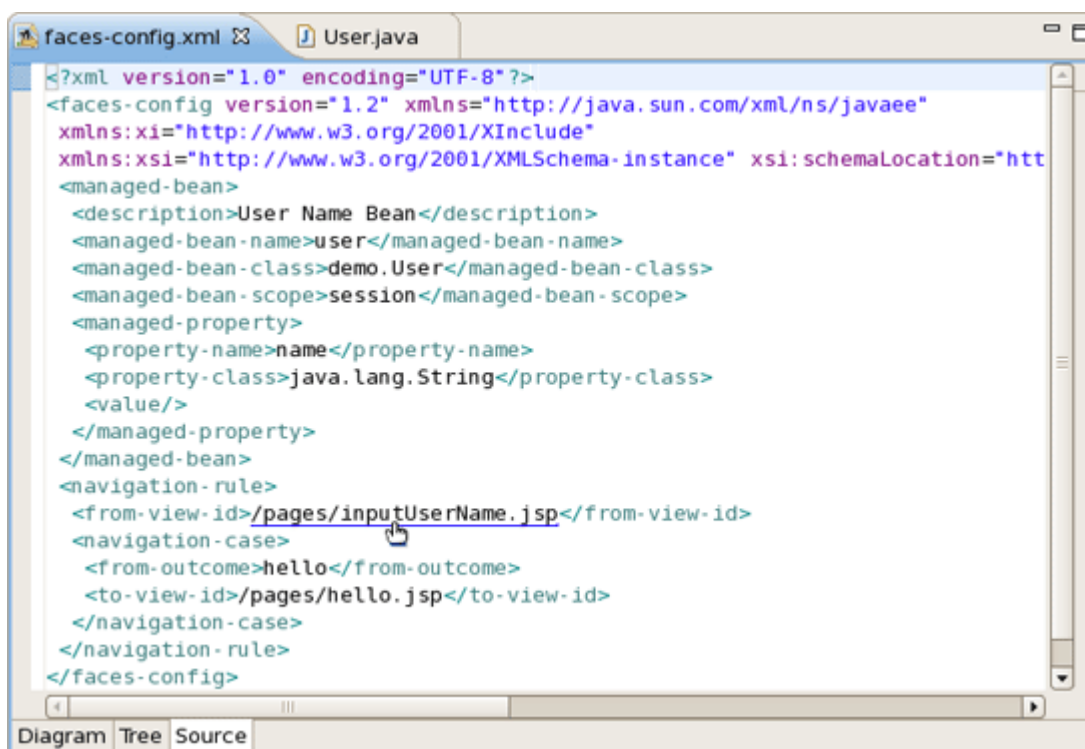 faces-config.xml User.java
<?xml version="1.0" encoding="UTF-8"?>
<faces-config version="1.2" xmlns="http://java.sun.com/xml/ns/javaee"
xmlns:xi="http://www.w3.org/2001/XInclude"
xmlns:xsi="http://www.w3.org/2001/XMLSchema-instance" xsi:schemaLocation="htt
<managed-bean>
<description>User Name Bean</description>
<managed-bean-name>user</managed-bean-name>
<managed-bean-class>demo.User</managed-bean-class>
<managed-bean-scope>session</managed-bean-scope>
<managed-property>
<property-name>name</property-name>
<property-class>java.lang.String</property-class>
<value/>
</managed-property>
</managed-bean>
<navigation-rule>
<from-view-id>/pages/inputUserName.jsp</from-view-id>
<navigation-case>
<from-outcome>hello</from-outcome>
<to-view-id>/pages/hello.jsp</to-view-id>
</navigation-case>
</navigation-rule>
</faces-config>
Diagram Tree Source